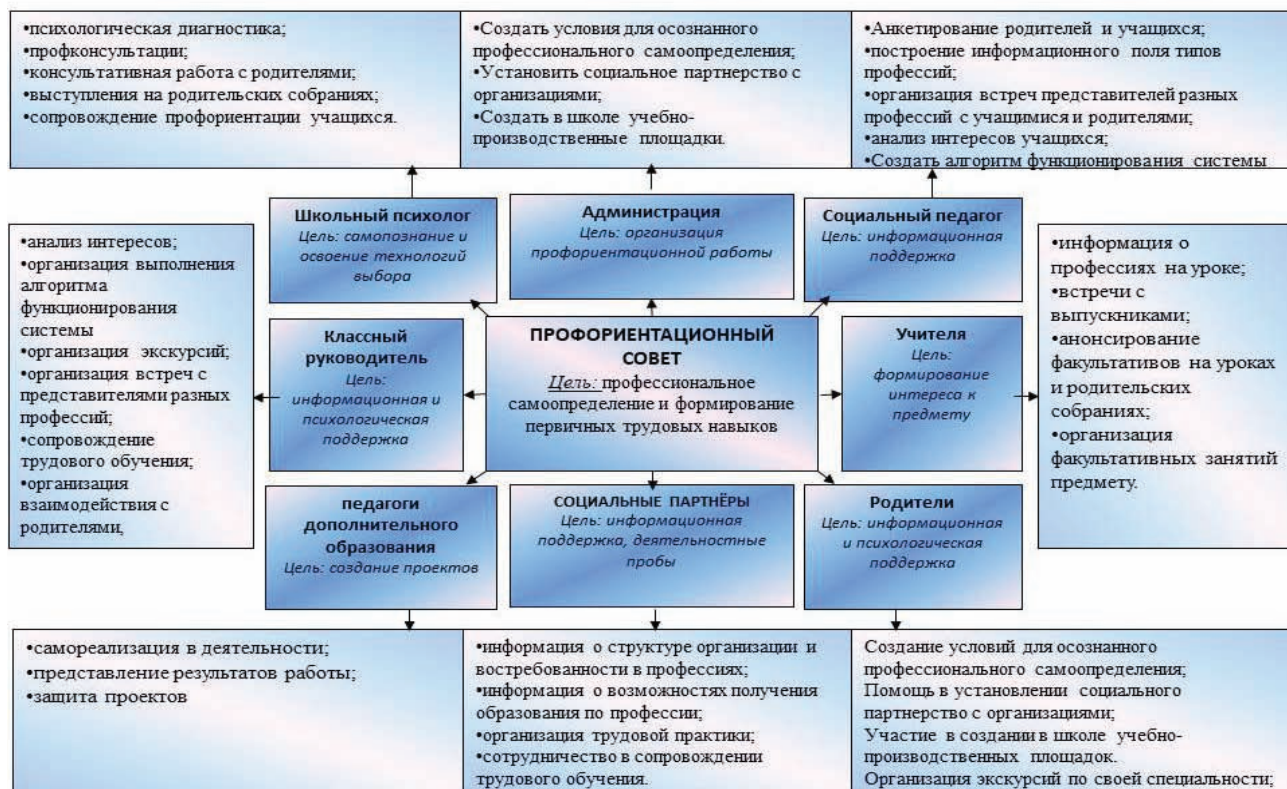 •психологическая диагностика;
•профконсультации;
•консультативная работа с родителями;
•выступления на родительских собраниях;
•сопровождение профориентации учащихся.
•Создать условия для осознанного
профессионального самоопределения;
•Установить социальное партнерство с
организациями;
•Создать в школе учебно-
производственные площадки.
•Анкетирование родителей и учащихся;
•построение информационного поля типов
профессий;
•организация встреч представителей разных
профессий с учащимися и родителями;
•анализ интересов учащихся;
•Создать алгоритм функционирования системы
Школьный психолог
Цель: самопознание и
освоение технологий
выбора
Администрация
Цель: организация
профориентационной работы
Социальный педагог
Цель: информационная
поддержка
•анализ интересов;
•организация выполнения
алгоритма
функционирования
системы
•организация экскурсий;
•организация встреч с
представителями разных
профессий;
•сопровождение
трудового обучения;
•организация
взаимодействия с
родителями,
Классный
руководитель
Цель:
информационная и
психологическая
поддержка
ПРОФОРИЕНТАЦИОННЫЙ
СОВЕТ
Цель: профессиональное
самоопределение и формирование
первичных трудовых навыков
Учителя
Цель:
формирование
интереса к
предмету
•информация о
профессиях на уроке;
•встречи с
выпускниками;
•анонсирование
факультативов на уроках
и родительских
собраниях;
•организация
факультативных занятий
предмету.
педагоги
дополнительного
образования
Цель: создание проектов
СОЦИАЛЬНЫЕ ПАРТНЁРЫ
Цель: информационная
поддержка, деятельностные
пробы
Родители
Цель: информационная
и психологическая
поддержка
•самореализация в деятельности;
•представление результатов работы;
•защита проектов
•информация о структуре организации и
востребованности в профессиях;
•информация о возможностях получения
образования по профессии;
•организация трудовой практики;
•сотрудничество в сопровождении
трудового обучения.
Создание условий для осознанного
профессионального самоопределения;
Помощь в установлении социального
партнерство с организациями;
Участие в создании в школе учебно-
производственных площадок.
Организация экскурсий по своей специальности;